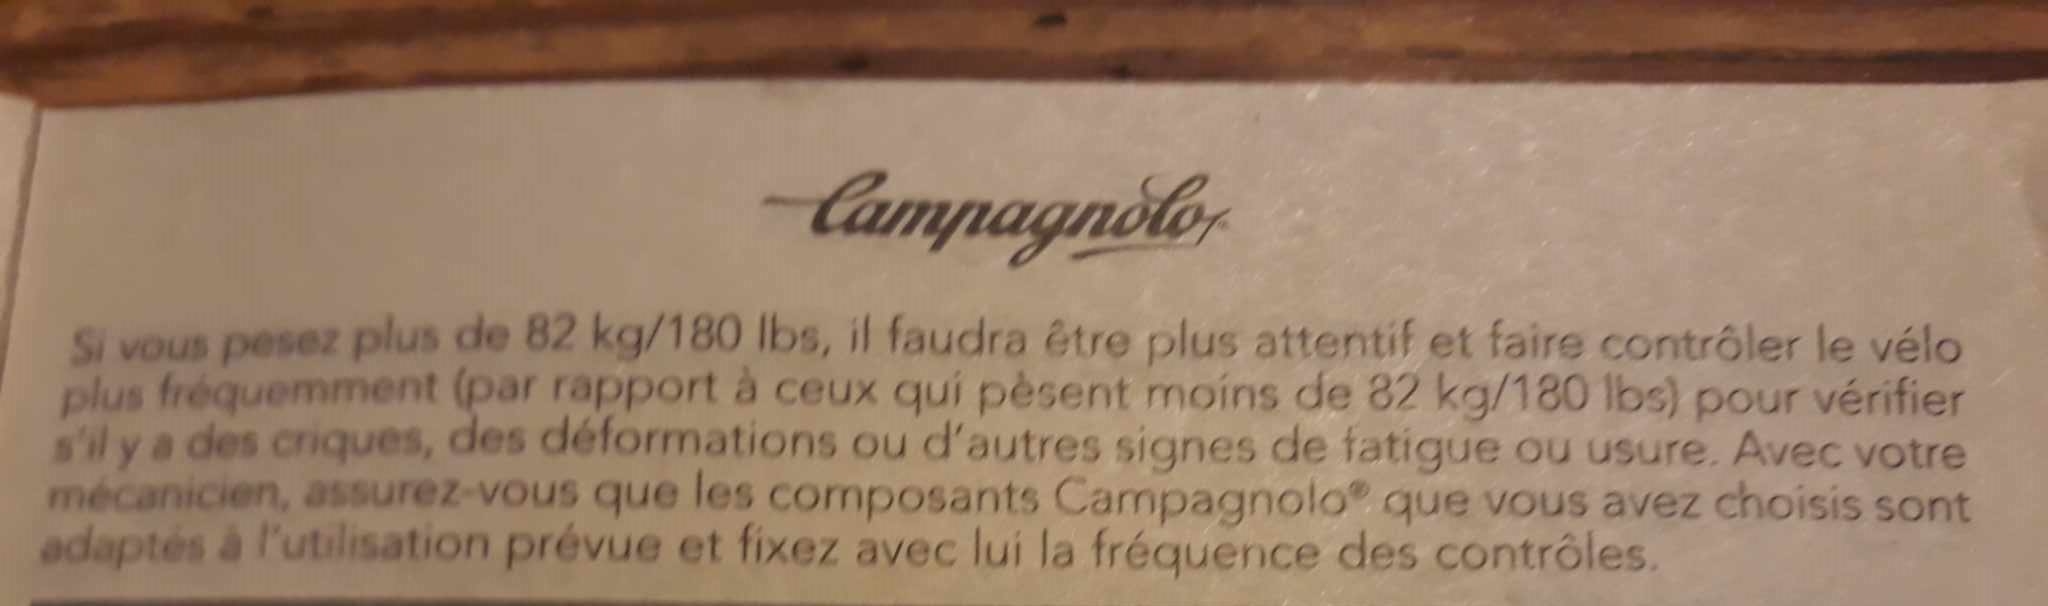 Campagnolo
Si vous pesez plus de 82 kg/180 lbs, il faudra être plus attentif et faire contrôler le vélo
plus fréquemment (par rapport à ceux qui pèsent moins de 82 kg/180 lbs) pour vérifier
s'il y a des criques, des déformations ou d'autres signes de fatigue ou usure. Avec votre
mécanicien, assurez-vous que les composants Campagnolo® que vous avez choisis sont
adaptés à l'utilisation prévue et fixez avec lui la fréquence des contrôles.